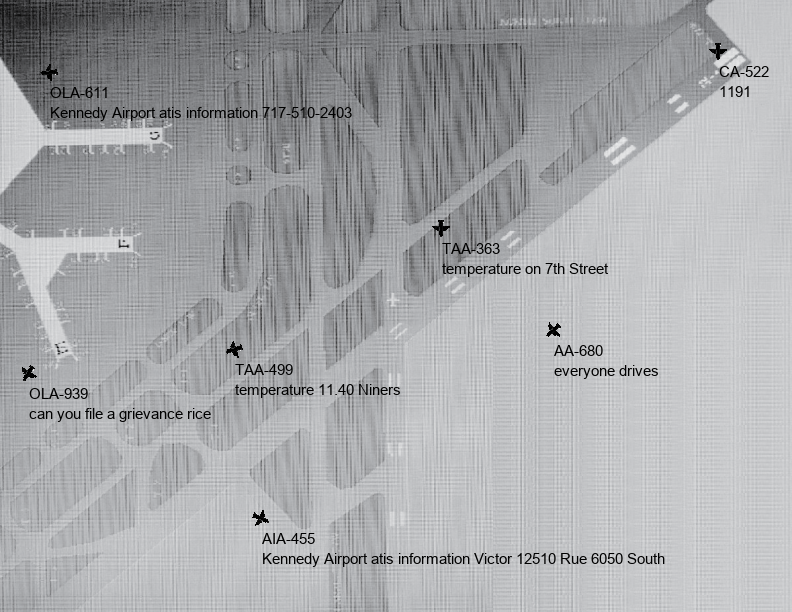 CA-522
1191
OLA-611
Kennedy Airport atis information 717-510-2403
TAA-363
temperature on 7th Street
AA-680
everyone drives
TAA-499
temperature 11.40 Niners
OLA-939
can you file a grievance rice
AIA-455
Kennedy Airport atis information Victor 12510 Rue 6050 South